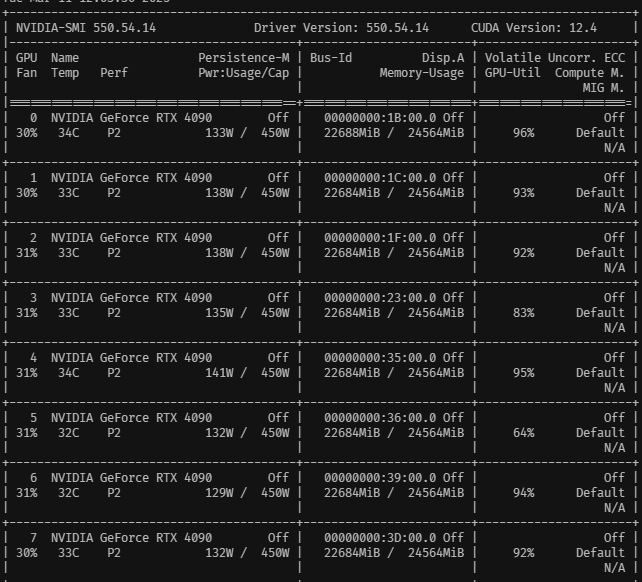 NVIDIA-SMI 550.54.14 Driver Version: 550.54.14 CUDA Version: 12.4
GPU Name Persistence-M | Bus-Id Disp.A | Volatile Uncorr. ECC
Fan Temp Perf Pwr:Usage/Cap | Memory-Usage | GPU-Util Compute M.
MIG M.
0 NVIDIA GeForce RTX 4090 Off | 00000000:1B:00.0 Off | Off
30% 34C P2 133W / 450W | 22688MiB / 24564MiB | 96% Default
N/A
1 NVIDIA GeForce RTX 4090 Off | 00000000:1C:00.0 Off | Off
30% 33C P2 138W / 450W | 22684MiB / 24564MiB | 93% Default
N/A
2 NVIDIA GeForce RTX 4090 Off | 00000000:1F:00.0 Off | Off
31% 33C P2 138W / 450W | 22684MiB / 24564MiB | 92% Default
N/A
3 NVIDIA GeForce RTX 4090 Off | 00000000:23:00.0 Off | Off
31% 33C P2 135W / 450W | 22684MiB / 24564MiB | 83% Default
N/A
4 NVIDIA GeForce RTX 4090 Off | 00000000:35:00.0 Off | Off
31% 34C P2 141W / 450W | 22684MiB / 24564MiB | 95% Default
N/A
5 NVIDIA GeForce RTX 4090 Off | 00000000:36:00.0 Off | Off
31% 32C P2 132W / 450W | 22684MiB / 24564MiB | 64% Default
N/A
6 NVIDIA GeForce RTX 4090 Off | 00000000:39:00.0 Off | Off
31% 32C P2 129W / 450W | 22684MiB / 24564MiB | 94% Default
N/A
7 NVIDIA GeForce RTX 4090 Off | 00000000:3D:00.0 Off | Off
30% 33C P2 132W / 450W | 22684MiB / 24564MiB | 92% Default
N/A